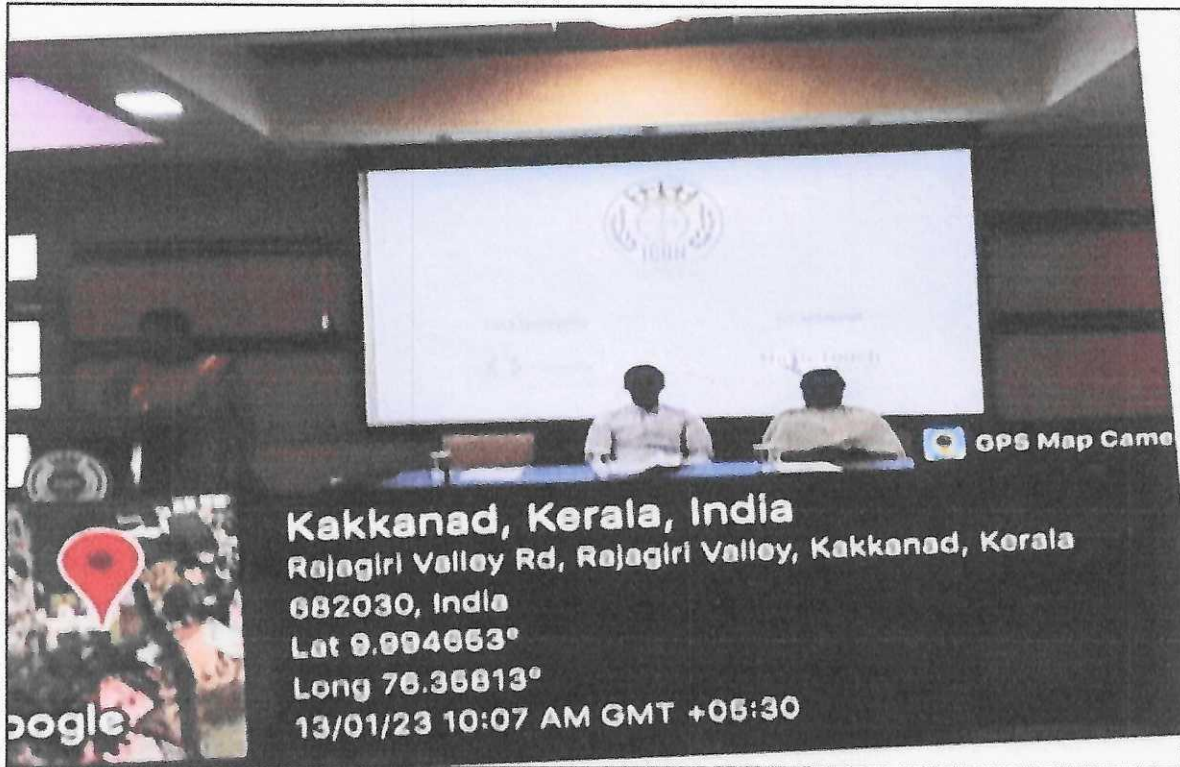 GPS Map Came
Kakkanad, Kerala, India
Rajagiri Valley Rd, Rajagiri Valley, Kakkanad, Kerala
682030, India
Lat 9.994653°
Long 76.35813°
13/01/23 10:07 AM GMT +05:30
oogle